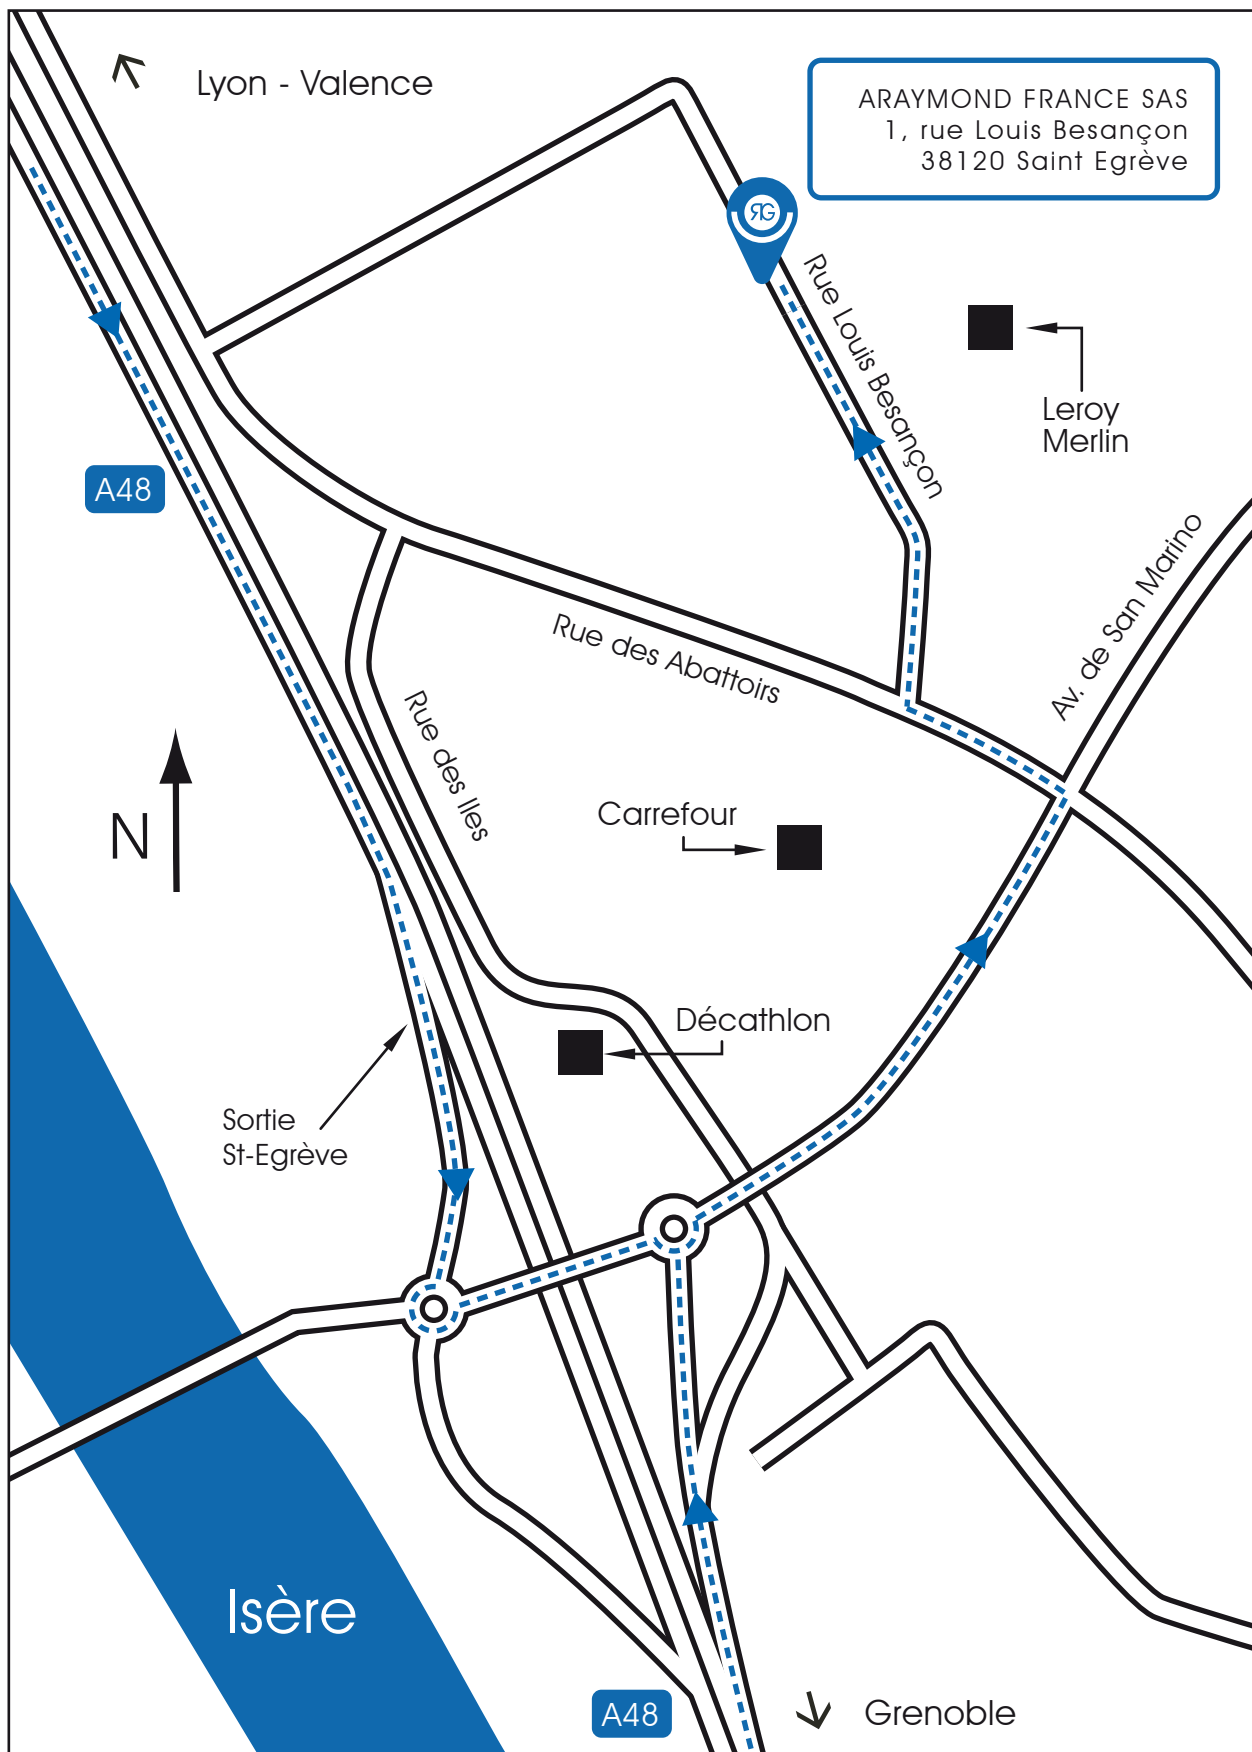 Lyon - Valence
ARAYMOND FRANCE SAS
1, rue Louis Besançon
38120 Saint Egrève
RG
Rue Louis Besançon
Leroy
Merlin
A48
Av. de San Marino
Rue des Abattoirs
Rue des Iles
N
Carrefour
Décathlon
Sortie
St-Egrève
Isère
A48
Grenoble